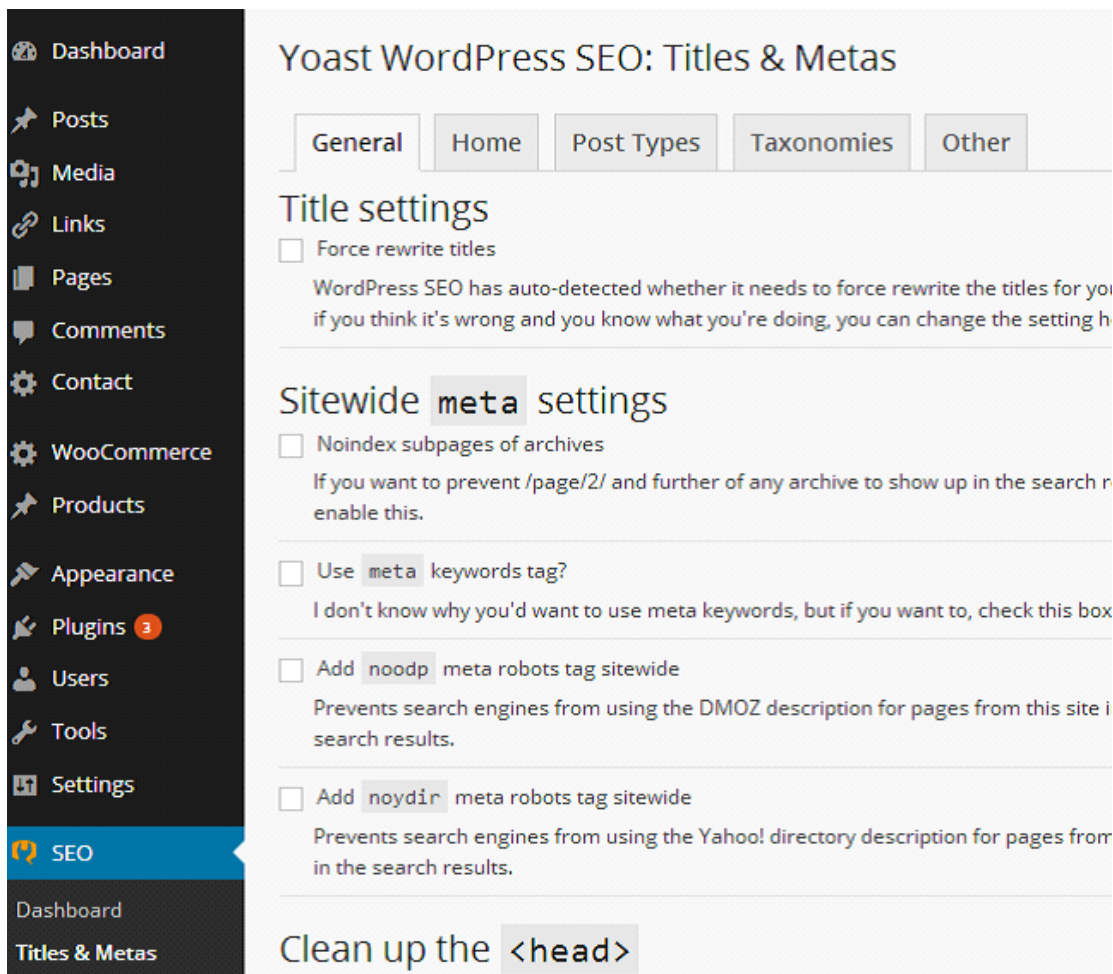 Dashboard
Posts
Media
Links
Pages
Comments
Contact
WooCommerce
Products
Appearance
Plugins 3
Users
Tools
Settings
SEO
Dashboard
Titles & Metas
Yoast WordPress SEO: Titles & Metas
General Home Post Types Taxonomies Other
Title settings
Force rewrite titles
WordPress SEO has auto-detected whether it needs to force rewrite the titles for
if you think it's wrong and you know what you're doing, you can change the setting
Sitewide meta settings
Noindex subpages of archives
If you want to prevent /page/2/ and further of any archive to show up in the search
enable this.
Use meta keywords tag?
I don't know why you'd want to use meta keywords, but if you want to, check this box
Add noodp meta robots tag sitewide
Prevents search engines from using the DMOZ description for pages from this site
search results.
Add noydir meta robots tag sitewide
Prevents search engines from using the Yahoo! directory description for pages from
in the search results.
Clean up the <head>